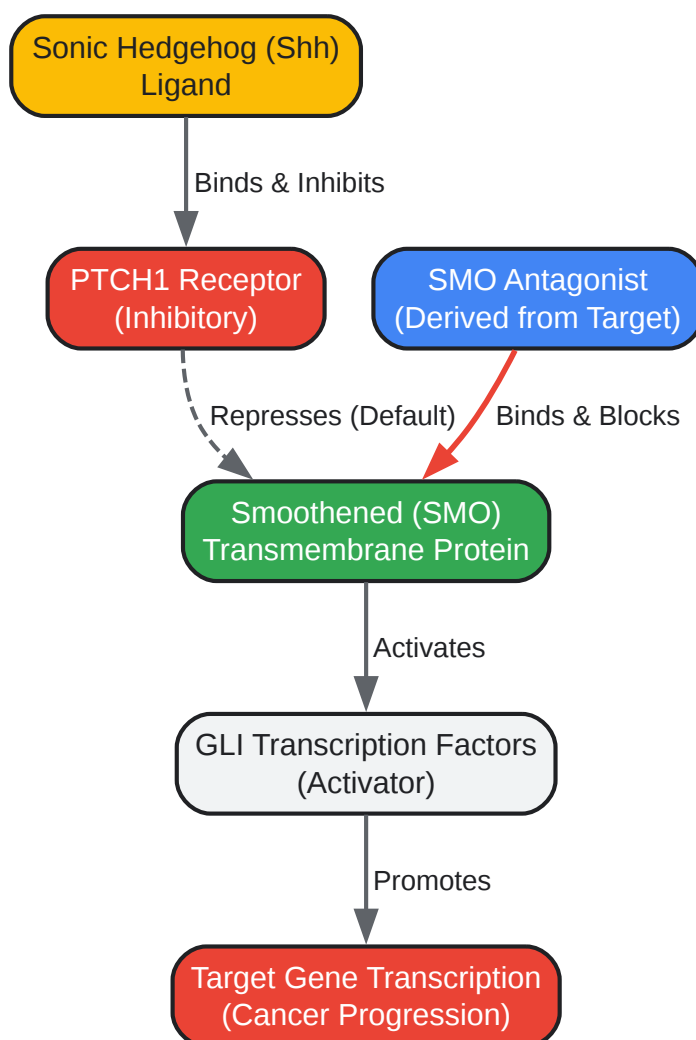 Sonic Hedgehog (Shh)
Ligand
Binds & Inhibits
PTCH1 Receptor
(Inhibitory)
SMO Antagonist
(Derived from Target)
Represses (Default)
Binds & Blocks
Smoothened (SMO)
Transmembrane Protein
Activates
GLI Transcription Factors
(Activator)
Promotes
Target Gene Transcription
(Cancer Progression)